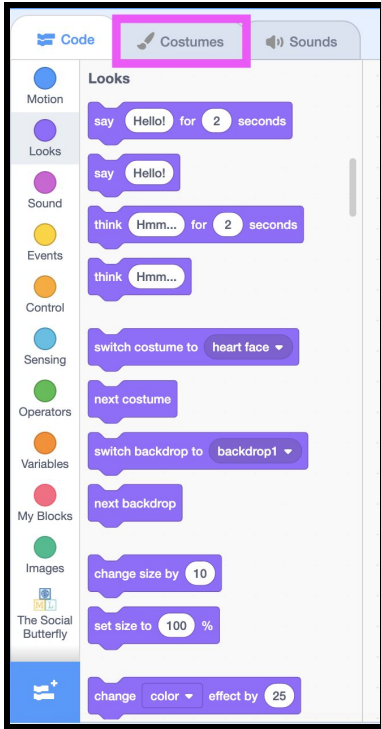 Code
Costumes
Sounds
Motion
Looks
Sound
Events
Control
Sensing
Operators
Variables
My Blocks
Images
ML
The Social
Butterfly
Looks
say Hello! for 2 seconds
say Hello!
think Hmm... for 2 seconds
think Hmm...
switch costume to heart face
next costume
switch backdrop to backdrop1
next backdrop
change size by 10
set size to 100 %
change color effect by 25